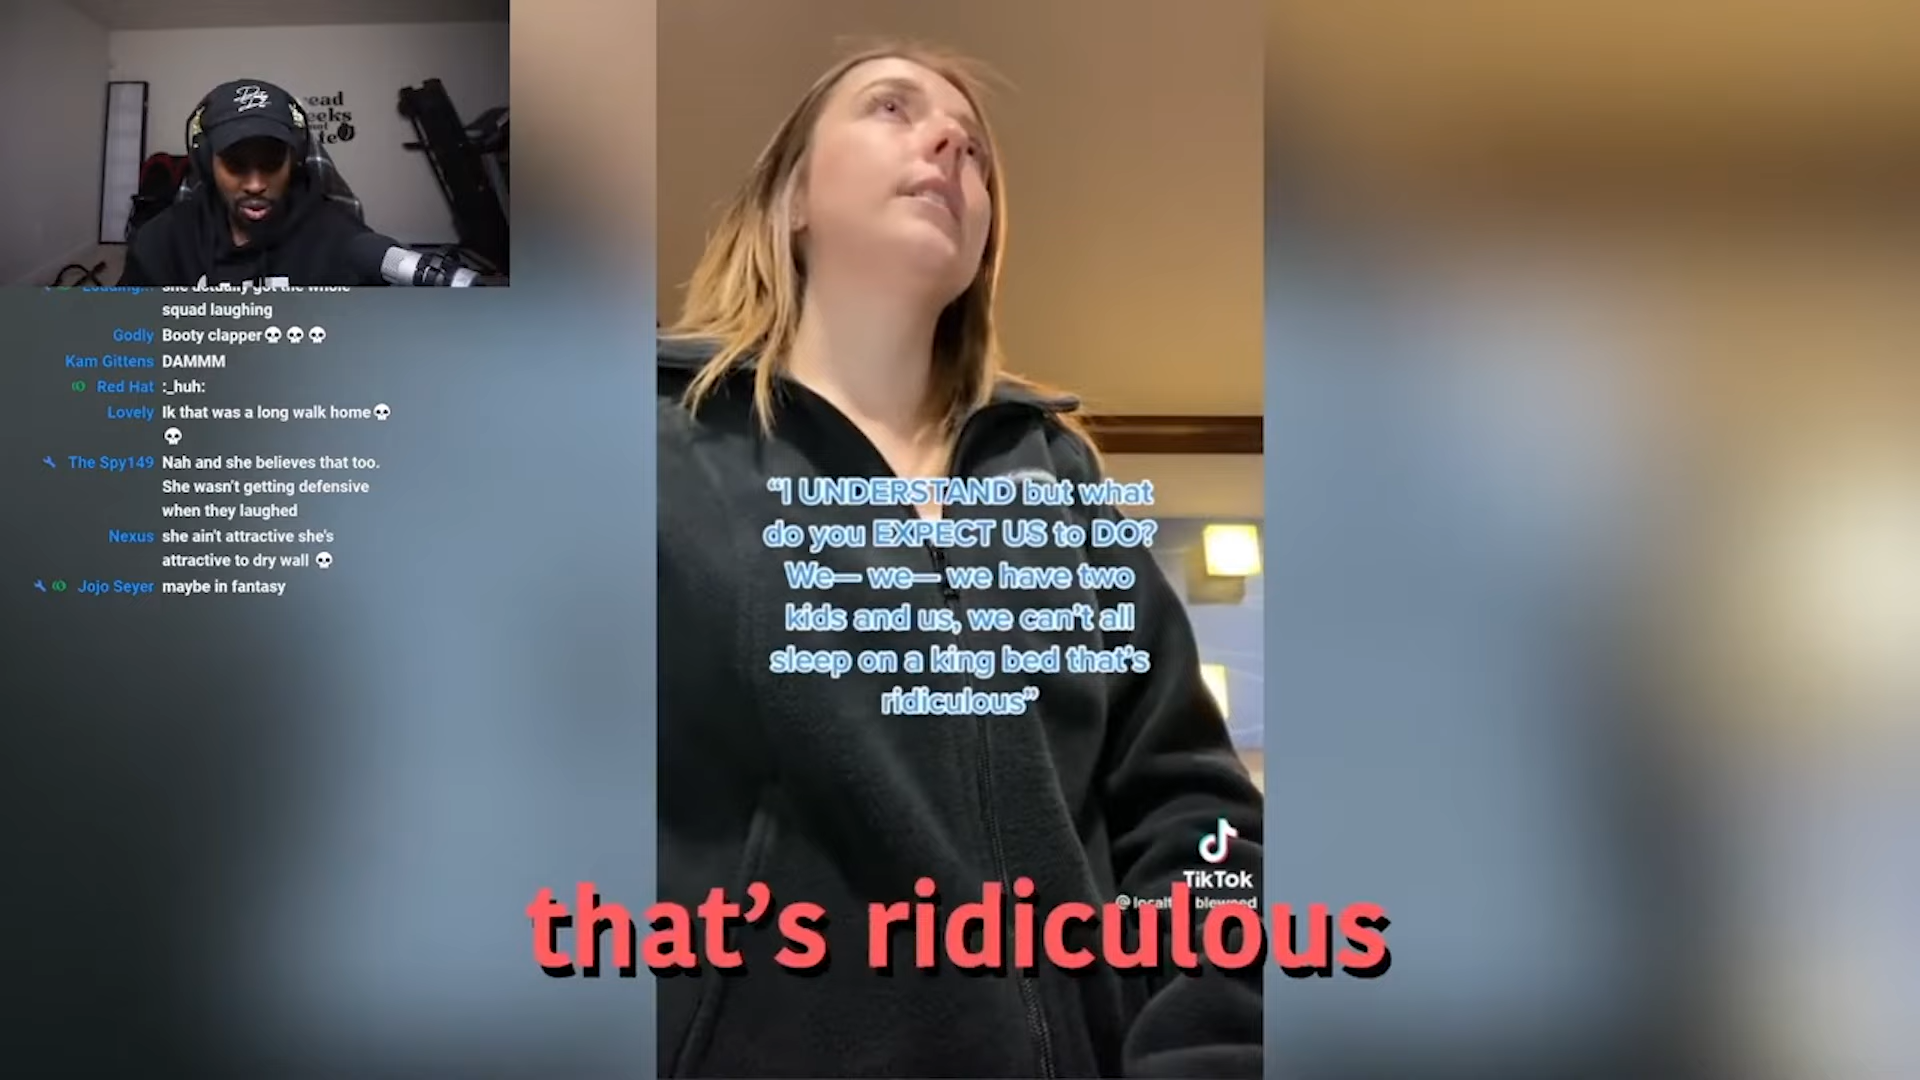 squad laughing
Godly Booty clapper💀 💀 💀
Kam Gittens DAMMM
Red Hat :_huh:
Lovely Ik that was a long walk home💀
💀
The Spy149 Nah and she believes that too.
She wasn't getting defensive
when they laughed
Nexus she ain't attractive she's
attractive to dry wall 💀
Jojo Seyer maybe in fantasy
“I UNDERSTAND but what
do you EXPECT US to DO?
We— we— we have two
kids and us, we can't all
sleep on a king bed that's
ridiculous”
TikTok
that's ridiculous